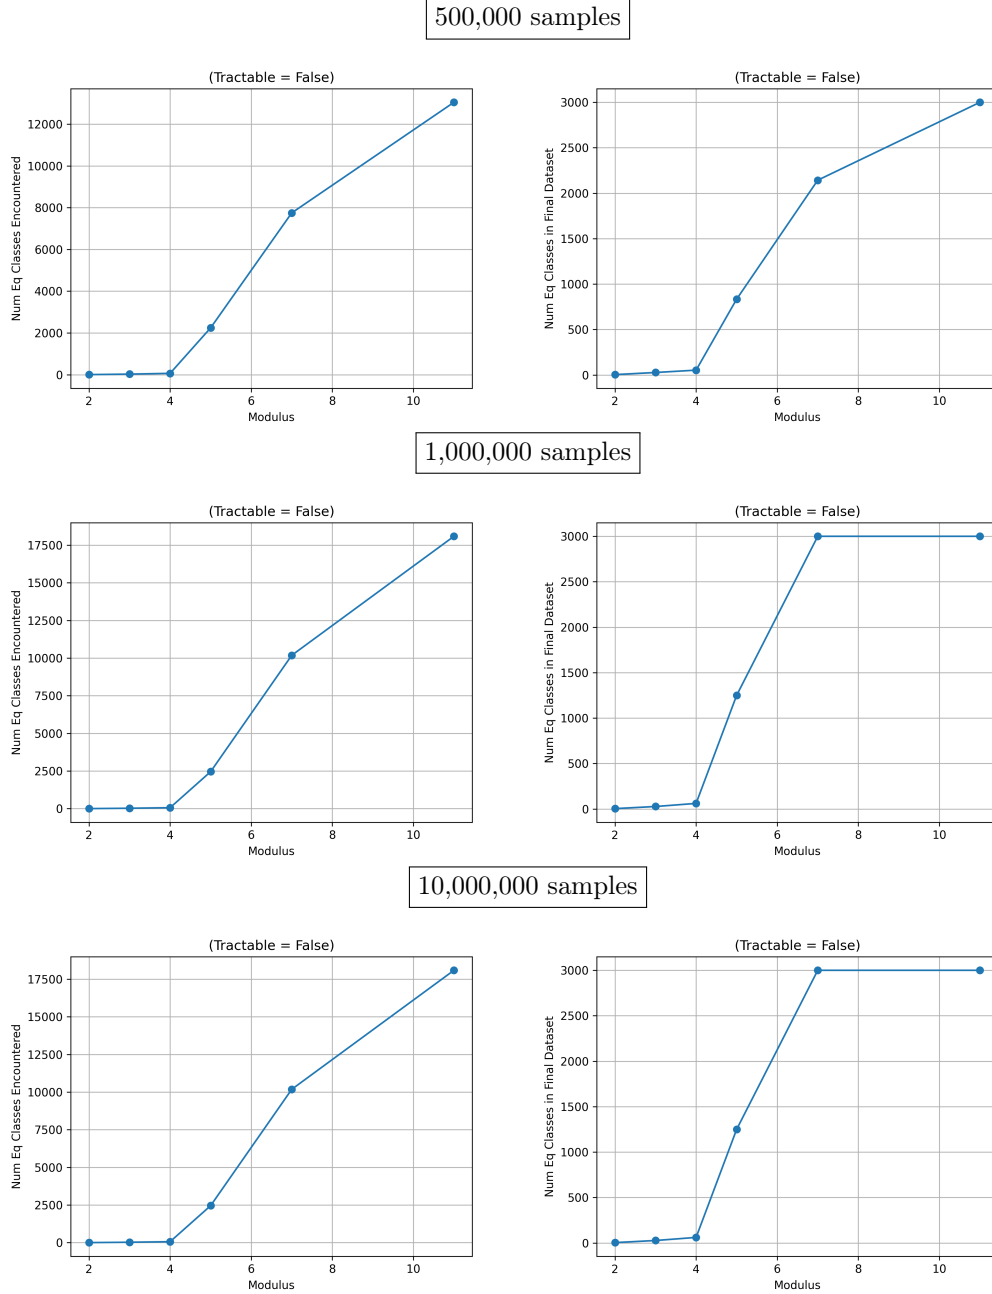 500,000 samples
(Tractable = False)
Num Eq Classes Encountered
12000
10000
8000
6000
4000
2000
0
2 4 6 8 10
Modulus
(Tractable = False)
Num Eq Classes in Final Dataset
3000
2500
2000
1500
1000
500
0
2 4 6 8 10
Modulus
1,000,000 samples
(Tractable = False)
Num Eq Classes Encountered
17500
15000
12500
10000
7500
5000
2500
0
2 4 6 8 10
Modulus
(Tractable = False)
Num Eq Classes in Final Dataset
3000
2500
2000
1500
1000
500
0
2 4 6 8 10
Modulus
10,000,000 samples
(Tractable = False)
Num Eq Classes Encountered
17500
15000
12500
10000
7500
5000
2500
0
2 4 6 8 10
Modulus
(Tractable = False)
Num Eq Classes in Final Dataset
3000
2500
2000
1500
1000
500
0
2 4 6 8 10
Modulus